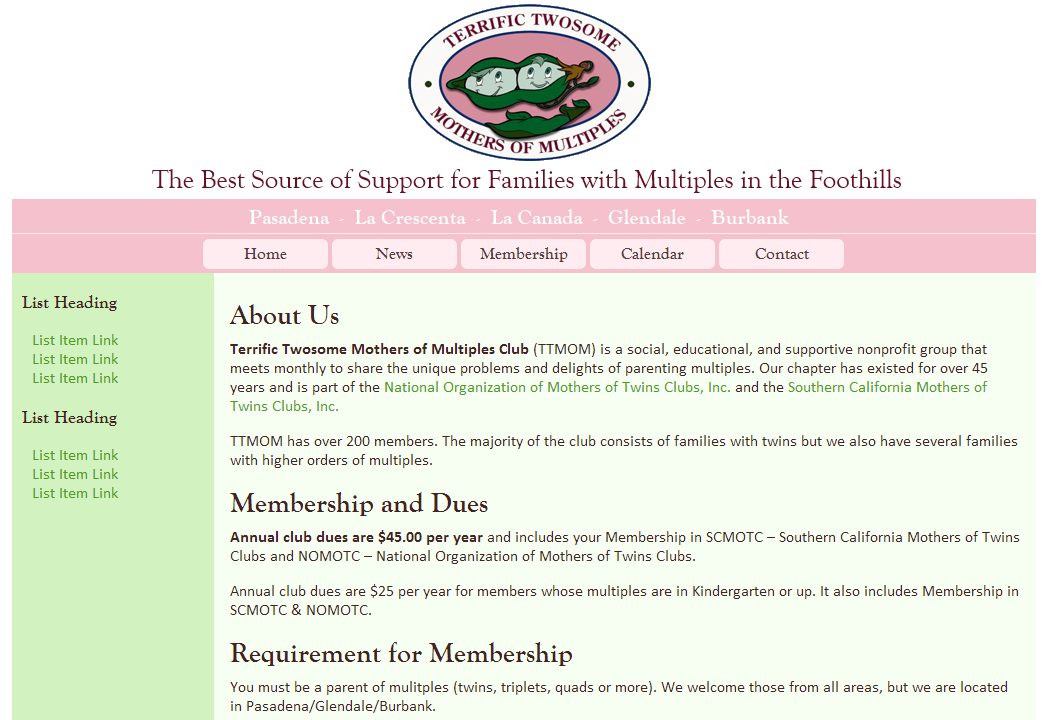 TERRIFIC TWOSOME
MOTHERS OF MULTIPLES
The Best Source of Support for Families with Multiples in the Foothills
Pasadena - La Crescenta - La Canada - Glendale - Burbank
Home News Membership Calendar Contact
List Heading
List Item Link
List Item Link
List Item Link
List Heading
List Item Link
List Item Link
List Item Link
About Us
Terrific Twosome Mothers of Multiples Club (TTMOM) is a social, educational, and supportive nonprofit group that
meets monthly to share the unique problems and delights of parenting multiples. Our chapter has existed for over 45
years and is part of the National Organization of Mothers of Twins Clubs, Inc. and the Southern California Mothers of
Twins Clubs, Inc.
TTMOM has over 200 members. The majority of the club consists of families with twins but we also have several families
with higher orders of multiples.
Membership and Dues
Annual club dues are $45.00 per year and includes your Membership in SCMOTC – Southern California Mothers of Twins
Clubs and NOMOTC – National Organization of Mothers of Twins Clubs.
Annual club dues are $25 per year for members whose multiples are in Kindergarten or up. It also includes Membership in
SCMOTC & NOMOTC.
Requirement for Membership
You must be a parent of mulitples (twins, triplets, quads or more). We welcome those from all areas, but we are located
in Pasadena/Glendale/Burbank.